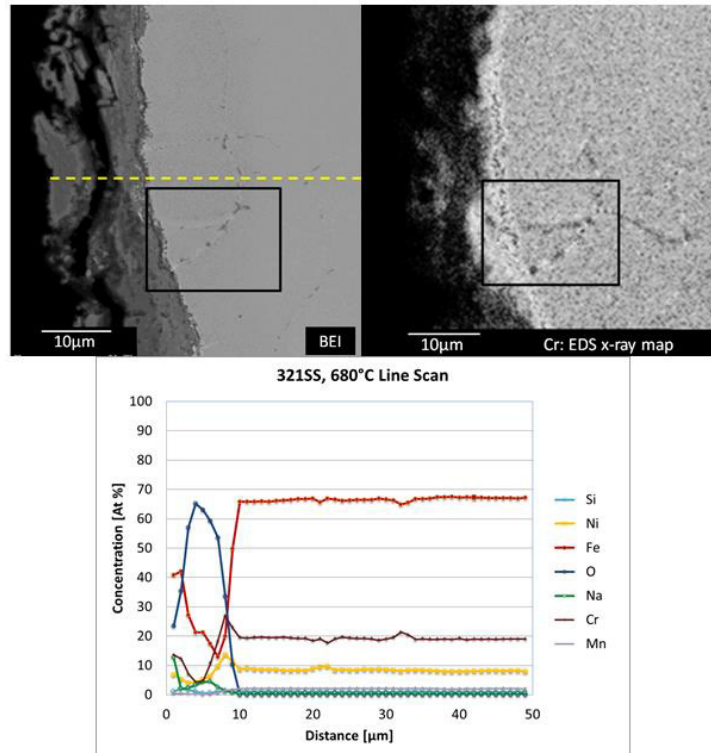 10µm
BEI
10µm
Cr: EDS x-ray map
321SS, 680°C Line Scan
Concentration [At %]
100
90
80
70
60
50
40
30
20
10
0
0 10 20 30 40 50
Distance [µm]
Si
Ni
Fe
O
Na
Cr
Mn